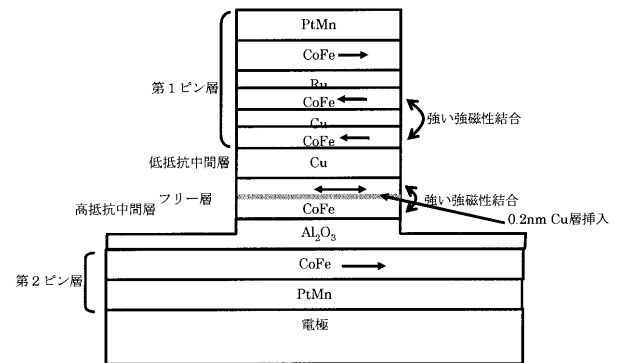 PtMn
CoFe
Ru
CoFe
Cu
CoFe
第1ピン層
強い強磁性結合
低抵抗中間層
Cu
フリー層
高抵抗中間層
CoFe
強い強磁性結合
0.2nm Cu層挿入
Al₂O₃
第2ピン層
CoFe
PtMn
電極